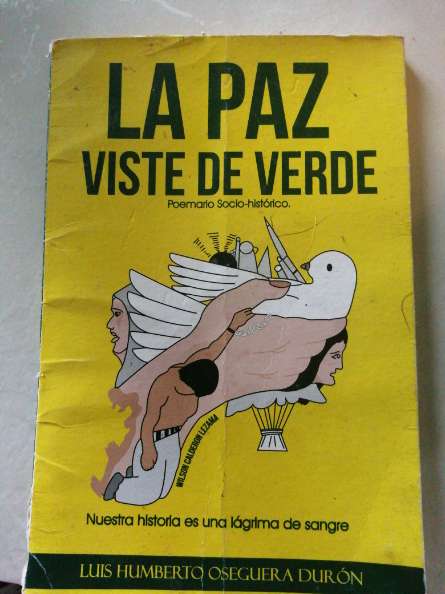 LA PAZ
VISTE DE VERDE
Poemario Socio-histórico.
WILSON CALDERON LEZAMA
Nuestra historia es una lágrima de sangre
LUIS HUMBERTO OSEGUERA DURÓN